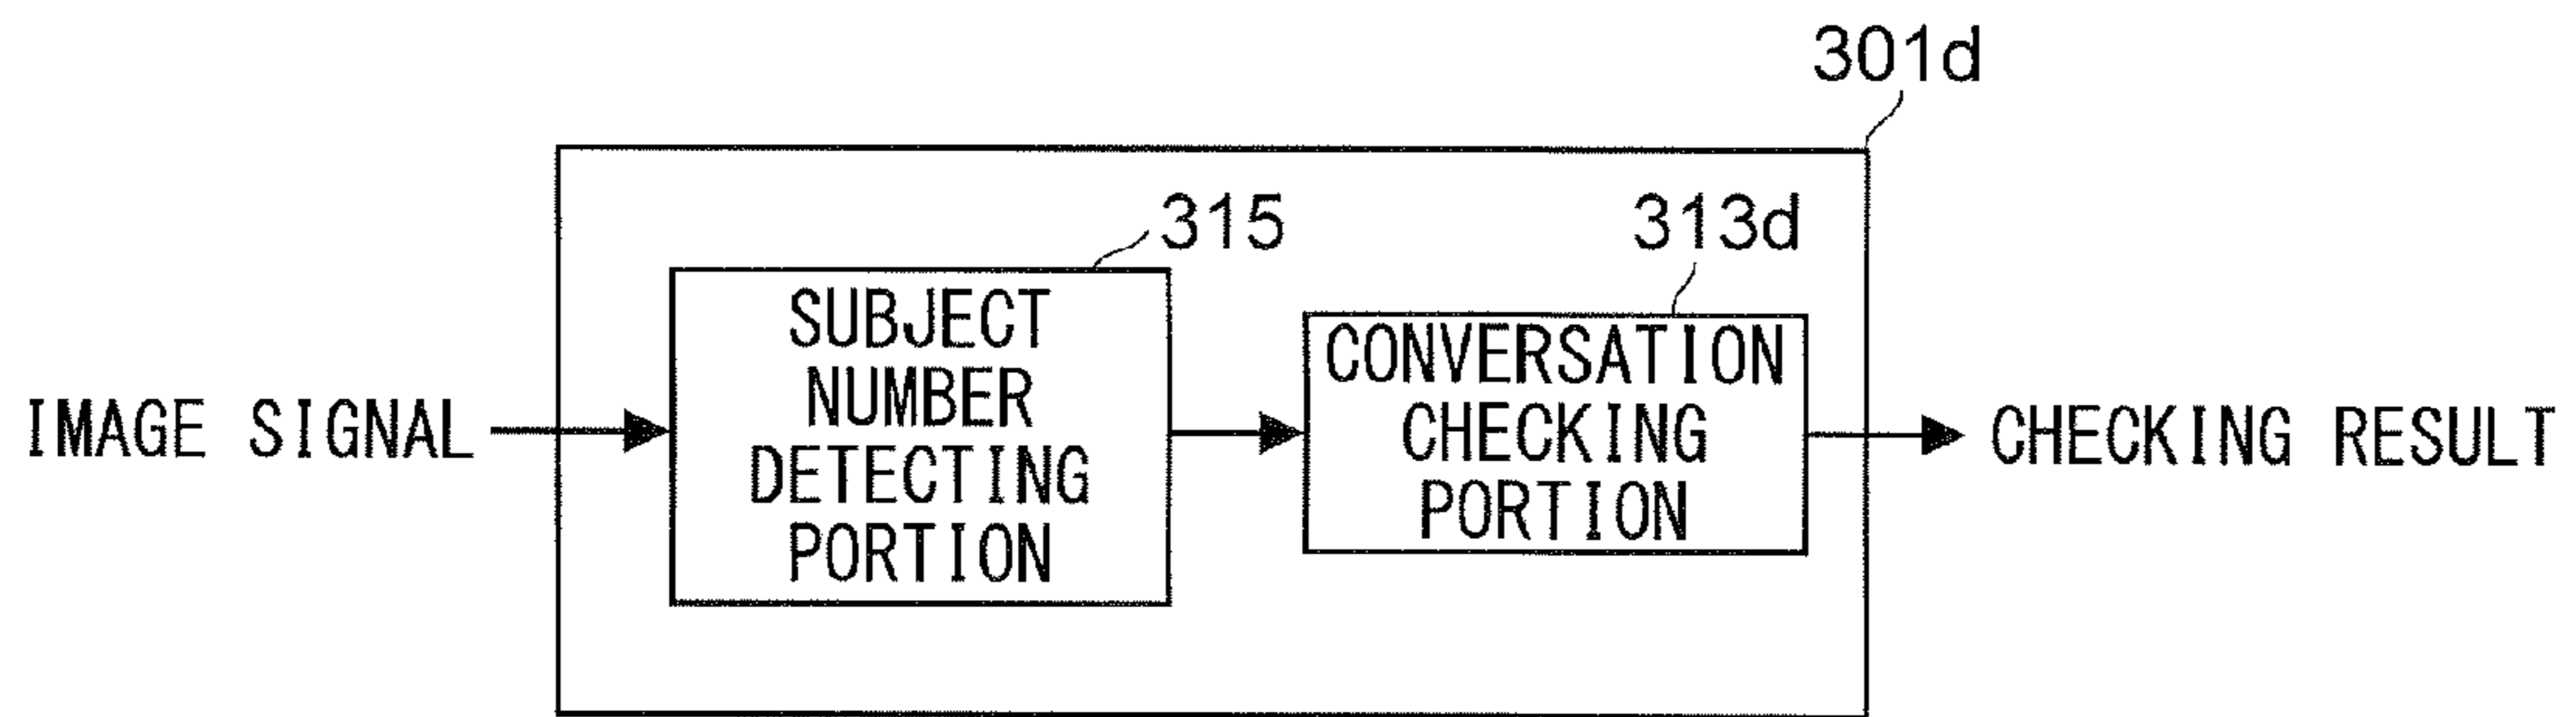 301d
315
313d
SUBJECT
NUMBER
DETECTING
PORTION
CONVERSATION
CHECKING
PORTION
IMAGE SIGNAL
CHECKING RESULT